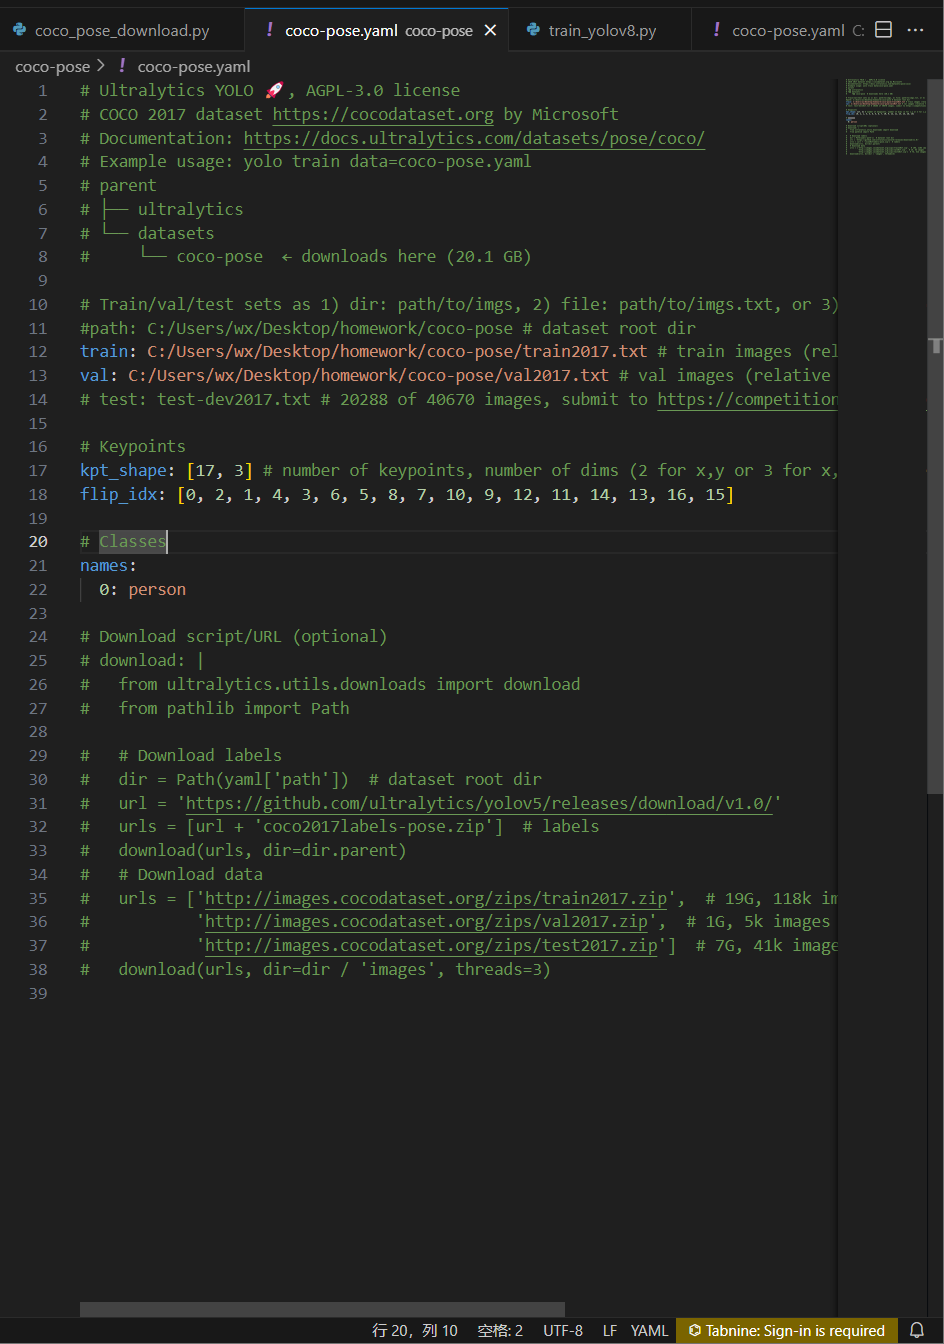 coco_pose_download.py
! coco-pose.yaml coco-pose ×
train_yolov8.py
! coco-pose.yaml C: ···
coco-pose > ! coco-pose.yaml
1 # Ultralytics YOLO 🚀, AGPL-3.0 license
2 # COCO 2017 dataset https://cocodataset.org by Microsoft
3 # Documentation: https://docs.ultralytics.com/datasets/pose/coco/
4 # Example usage: yolo train data=coco-pose.yaml
5 # parent
6 # ├── ultralytics
7 # └── datasets
8 #     └── coco-pose  ← downloads here (20.1 GB)
9
10 # Train/val/test sets as 1) dir: path/to/imgs, 2) file: path/to/imgs.txt, or 3)
11 #path: C:/Users/wx/Desktop/homework/coco-pose # dataset root dir
12 train: C:/Users/wx/Desktop/homework/coco-pose/train2017.txt # train images (rel
13 val: C:/Users/wx/Desktop/homework/coco-pose/val2017.txt # val images (relative
14 # test: test-dev2017.txt # 20288 of 40670 images, submit to https://competition
15
16 # Keypoints
17 kpt_shape: [17, 3] # number of keypoints, number of dims (2 for x,y or 3 for x,
18 flip_idx: [0, 2, 1, 4, 3, 6, 5, 8, 7, 10, 9, 12, 11, 14, 13, 16, 15]
19
20 # Classes
21 names:
22   0: person
23
24 # Download script/URL (optional)
25 # download: |
26 #   from ultralytics.utils.downloads import download
27 #   from pathlib import Path
28
29 #   # Download labels
30 #   dir = Path(yaml['path'])  # dataset root dir
31 #   url = 'https://github.com/ultralytics/yolov5/releases/download/v1.0/'
32 #   urls = [url + 'coco2017labels-pose.zip']  # labels
33 #   download(urls, dir=dir.parent)
34 #   # Download data
35 #   urls = ['http://images.cocodataset.org/zips/train2017.zip',  # 19G, 118k im
36 #           'http://images.cocodataset.org/zips/val2017.zip',  # 1G, 5k images
37 #           'http://images.cocodataset.org/zips/test2017.zip']  # 7G, 41k image
38 #   download(urls, dir=dir / 'images', threads=3)
39
行 20，列 10 空格: 2 UTF-8 LF YAML Tabnine: Sign-in is required